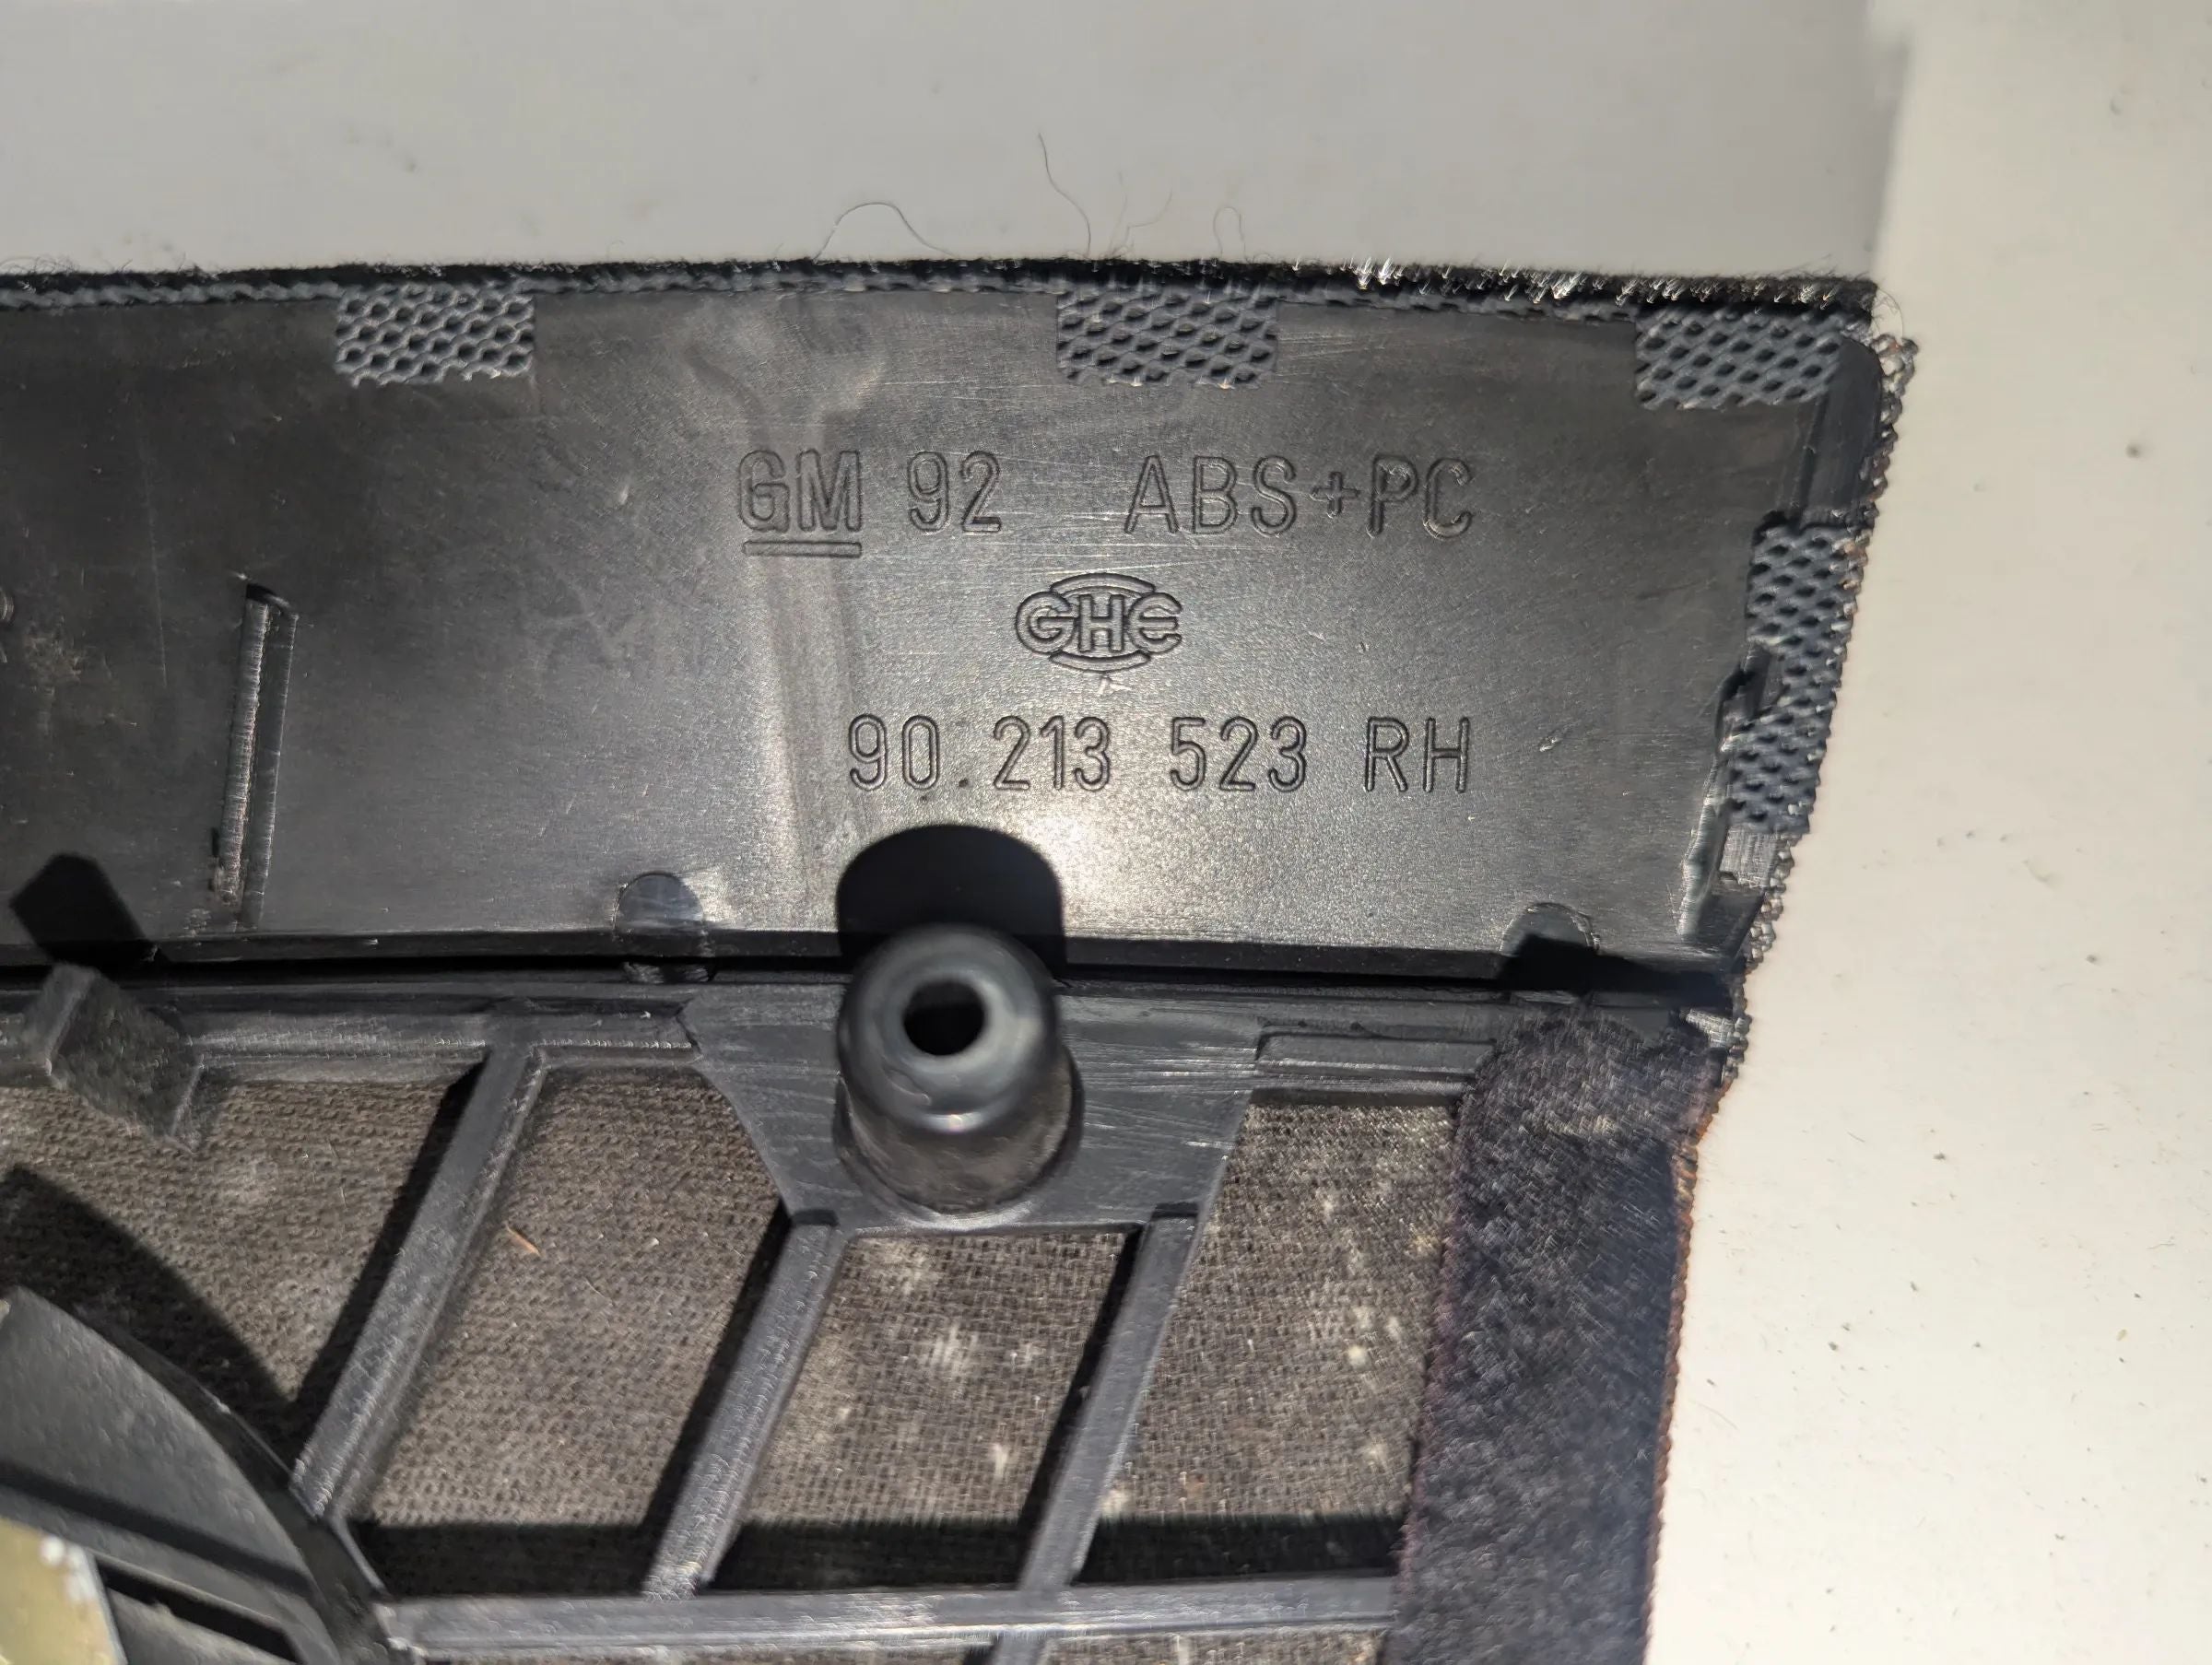 GM 92 ABS+PC
GHE
90.213 523 RH